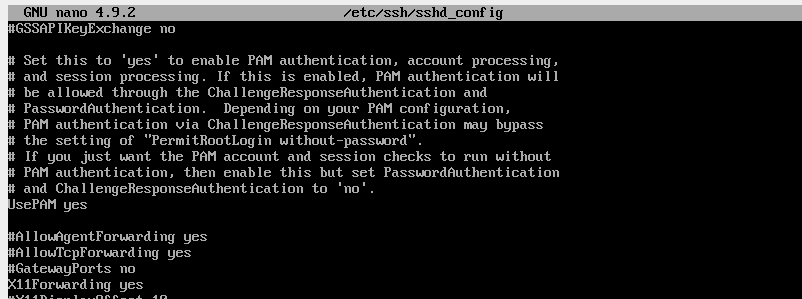 GNU nano 4.9.2 /etc/ssh/sshd_config
#GSSAPIKeyExchange no
# Set this to 'yes' to enable PAM authentication, account processing,
# and session processing. If this is enabled, PAM authentication will
# be allowed through the ChallengeResponseAuthentication and
# PasswordAuthentication.  Depending on your PAM configuration,
# PAM authentication via ChallengeResponseAuthentication may bypass
# the setting of "PermitRootLogin without-password".
# If you just want the PAM account and session checks to run without
# PAM authentication, then enable this but set PasswordAuthentication
# and ChallengeResponseAuthentication to 'no'.
UsePAM yes
#AllowAgentForwarding yes
#AllowTcpForwarding yes
#GatewayPorts no
X11Forwarding yes
#X11DisplayOffset 10